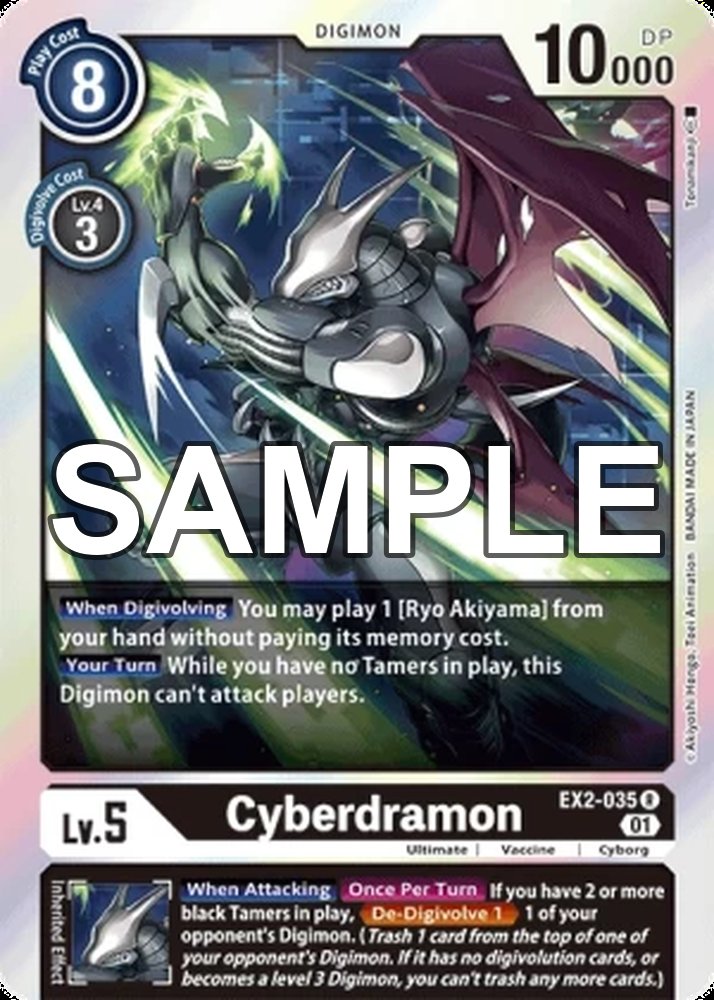 DIGIMON
Play Cost
8
10000
DP
Digivolve Cost
Lv.4
3
Tonamikanji
SAMPLE
When Digivolving You may play 1 [Ryo Akiyama] from
your hand without paying its memory cost.
Your Turn While you have no Tamers in play, this
Digimon can't attack players.
©Akiyoshi Hongo, Toei Animation BANDAI MADE IN JAPAN
Lv.5
Cyberdramon
EX2-035 R
01
Ultimate | Vaccine | Cyborg
Inherited Effect
When Attacking Once Per Turn If you have 2 or more
black Tamers in play, De-Digivolve 1 1 of your
opponent's Digimon. (Trash 1 card from the top of one of
your opponent's Digimon. If it has no digivolution cards, or
becomes a level 3 Digimon, you can't trash any more cards.)